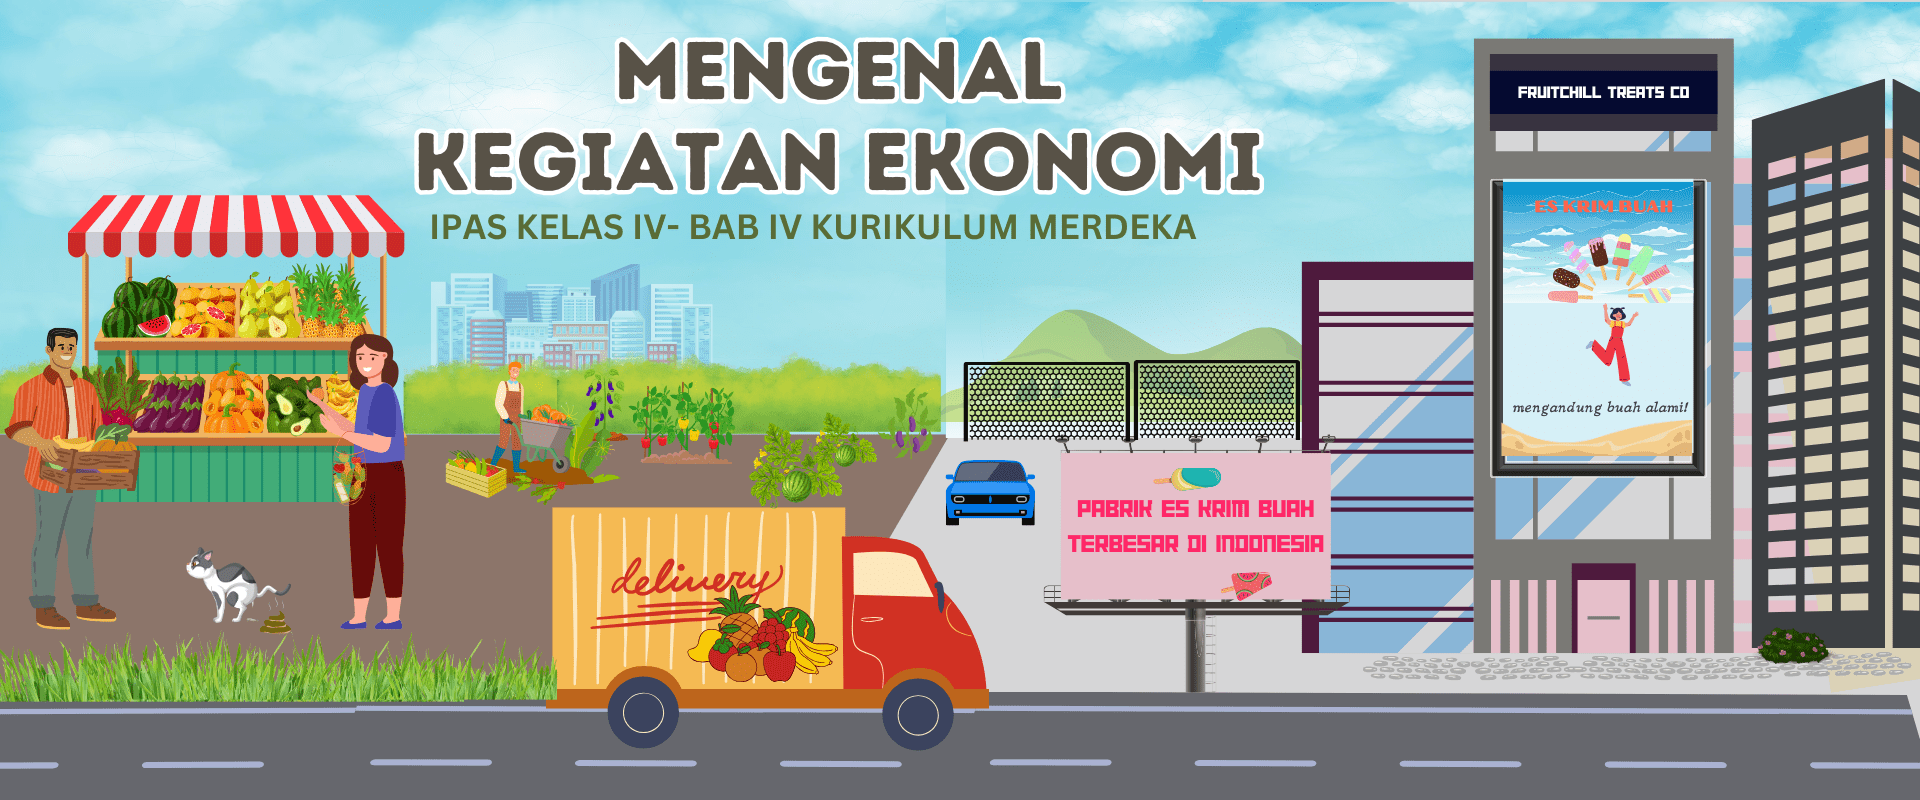 MENGENAL
KEGIATAN EKONOMI
IPAS KELAS IV- BAB IV KURIKULUM MERDEKA
FRUITCHILL TREATS CO
ES KRIM BUAH
mengandung buah alami!
PABRIK ES KRIM BUAH
TERBESAR DI INDONESIA
delivery